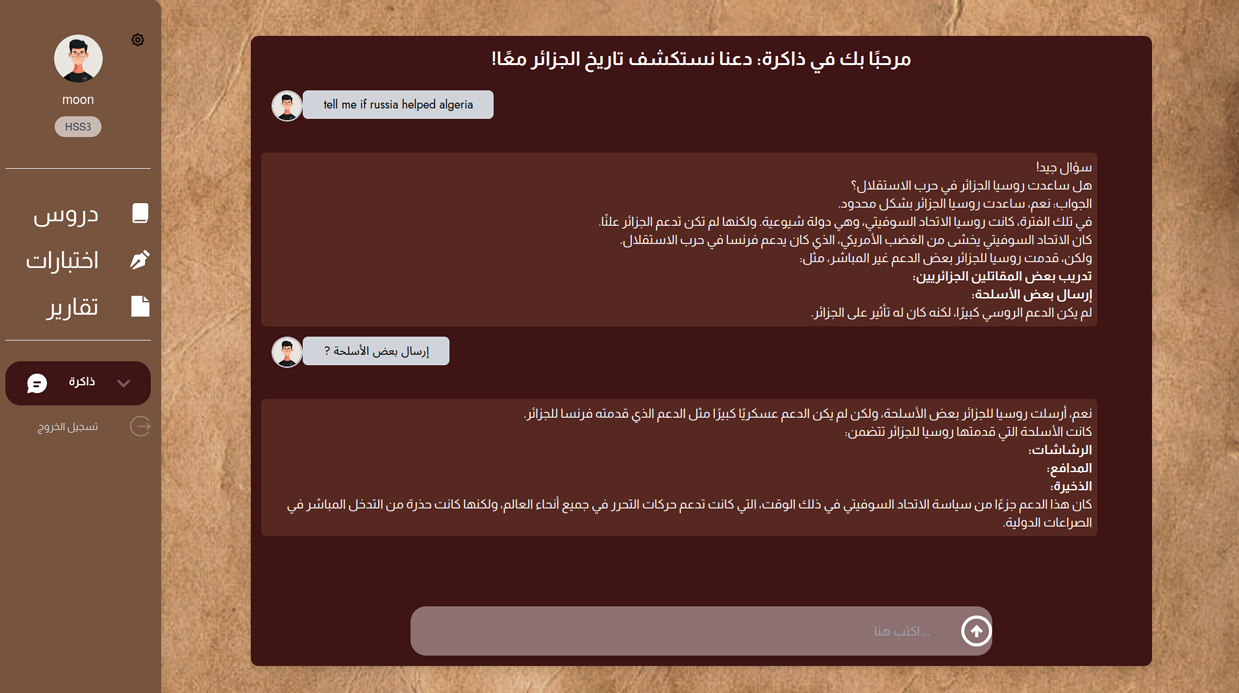 moon
HSS3
دروس
اختبارات
تقارير
ذاكرة
تسجيل الخروج
مرحبًا بك في ذاكرة: دعنا نستكشف تاريخ الجزائر معًا!
tell me if russia helped algeria
سؤال جيد!
هل ساعدت روسيا الجزائر في حرب الاستقلال؟
الجواب: نعم، ساعدت روسيا الجزائر بشكل محدود.
في تلك الفترة، كانت روسيا الاتحاد السوفيتي، وهي دولة شيوعية. ولكنها لم تكن تدعم الجزائر علنًا.
كان الاتحاد السوفيتي يخشى من الغضب الأمريكي، الذي كان يدعم فرنسا في حرب الاستقلال.
ولكن، قدمت روسيا للجزائر بعض الدعم غير المباشر، مثل:
تدريب بعض المقاتلين الجزائريين:
إرسال بعض الأسلحة:
لم يكن الدعم الروسي كبيرًا، لكنه كان له تأثير على الجزائر.
إرسال بعض الأسلحة ?
نعم، أرسلت روسيا للجزائر بعض الأسلحة، ولكن لم يكن الدعم عسكريًا كبيرًا مثل الدعم الذي قدمته فرنسا للجزائر.
كانت الأسلحة التي قدمتها روسيا للجزائر تتضمن:
الرشاشات:
المدافع:
الذخيرة:
كان هذا الدعم جزءًا من سياسة الاتحاد السوفيتي في ذلك الوقت، التي كانت تدعم حركات التحرر في جميع أنحاء العالم، ولكنها كانت حذرة من التدخل المباشر في
الصراعات الدولية.
اكتب هنا ...